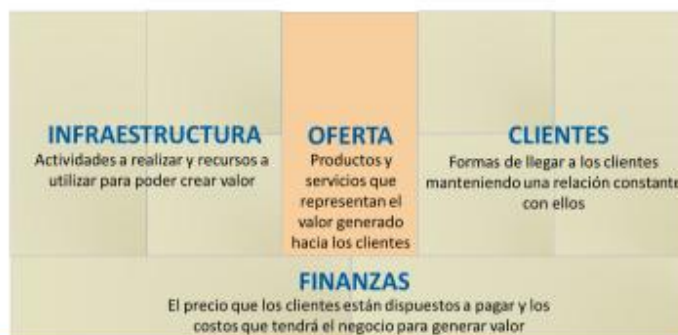 INFRAESTRUCTURA
Actividades a realizar y recursos a
utilizar para poder crear valor
OFERTA
Productos y
servicios que
representan el
valor generado
hacia los clientes
CLIENTES
Formas de llegar a los clientes
manteniendo una relación constante
con ellos
FINANZAS
El precio que los clientes están dispuestos a pagar y los
costos que tendrá el negocio para generar valor